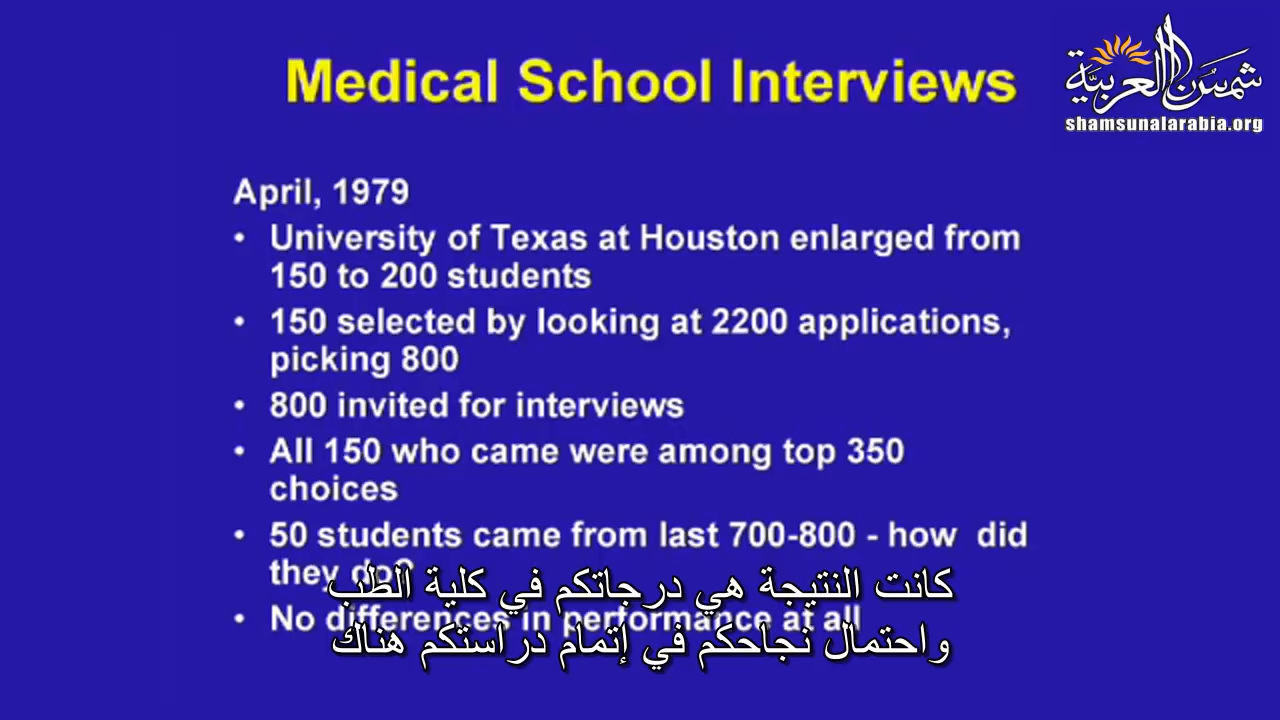 Medical School Interviews
شمس العربية
shamsunalarabia.org
April, 1979
• University of Texas at Houston enlarged from
150 to 200 students
• 150 selected by looking at 2200 applications,
picking 800
• 800 invited for interviews
• All 150 who came were among top 350
choices
• 50 students came from last 700-800 - how did
they do?
كانت النتيجة هي درجاتكم في كلية الطب
• No differences in performance at all
واحتمال نجاحكم في إتمام دراستكم هناك